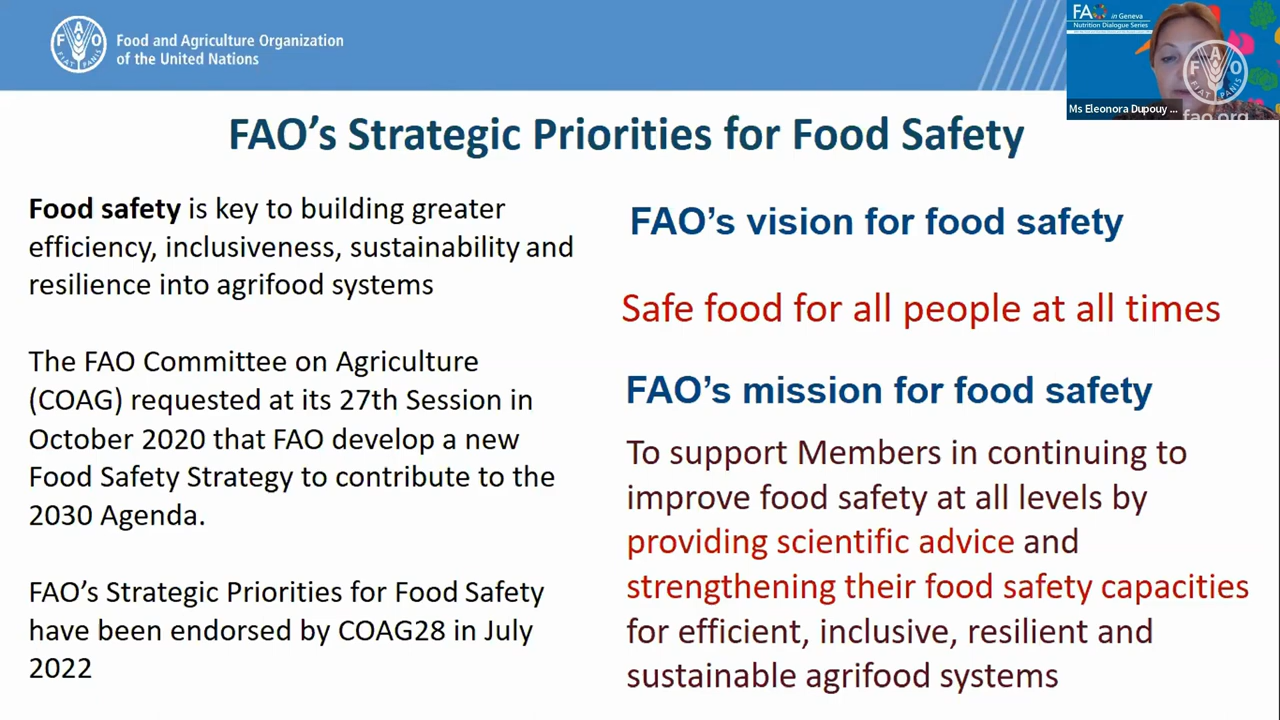 Food and Agriculture Organization
of the United Nations
FAO in Geneva
Nutrition Dialogue Series
FAO
FIAT PANIS
Ms Eleonora Dupouy ...
fao.org
FAO's Strategic Priorities for Food Safety
Food safety is key to building greater
efficiency, inclusiveness, sustainability and
resilience into agrifood systems
The FAO Committee on Agriculture
(COAG) requested at its 27th Session in
October 2020 that FAO develop a new
Food Safety Strategy to contribute to the
2030 Agenda.
FAO's Strategic Priorities for Food Safety
have been endorsed by COAG28 in July
2022
FAO's vision for food safety
Safe food for all people at all times
FAO's mission for food safety
To support Members in continuing to
improve food safety at all levels by
providing scientific advice and
strengthening their food safety capacities
for efficient, inclusive, resilient and
sustainable agrifood systems